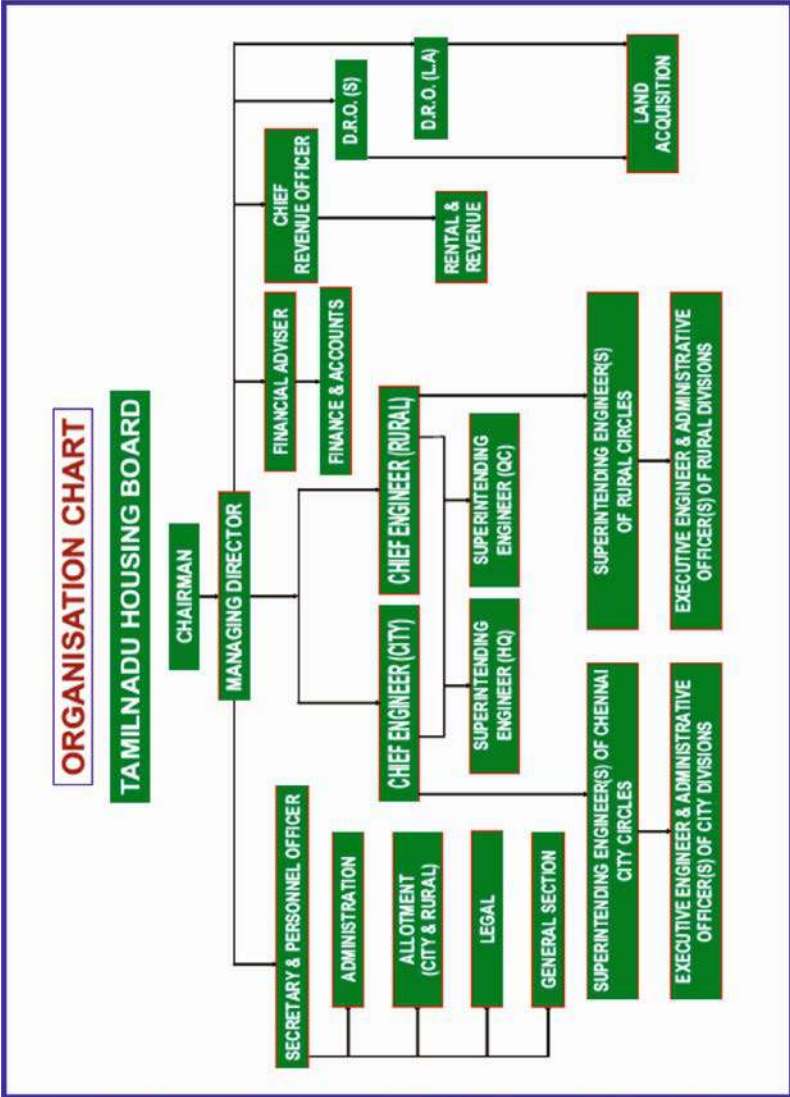 ORGANISATION CHART
TAMILNADU HOUSING BOARD
CHAIRMAN
MANAGING DIRECTOR
SECRETARY & PERSONNEL OFFICER
ADMINISTRATION
ALLOTMENT
(CITY & RURAL)
LEGAL
GENERAL SECTION
CHIEF ENGINEER (CITY)
CHIEF ENGINEER (RURAL)
SUPERINTENDING
ENGINEER (HQ)
SUPERINTENDING
ENGINEER (QC)
SUPERINTENDING ENGINEER(S) OF CHENNAI
CITY CIRCLES
EXECUTIVE ENGINEER & ADMINISTRATIVE
OFFICER(S) OF CITY DIVISIONS
SUPERINTENDING ENGINEER(S)
OF RURAL CIRCLES
EXECUTIVE ENGINEER & ADMINISTRATIVE
OFFICER(S) OF RURAL DIVISIONS
FINANCIAL ADVISER
FINANCE & ACCOUNTS
CHIEF
REVENUE OFFICER
RENTAL &
REVENUE
D.R.O. (S)
D.R.O. (L.A)
LAND
ACQUISITION